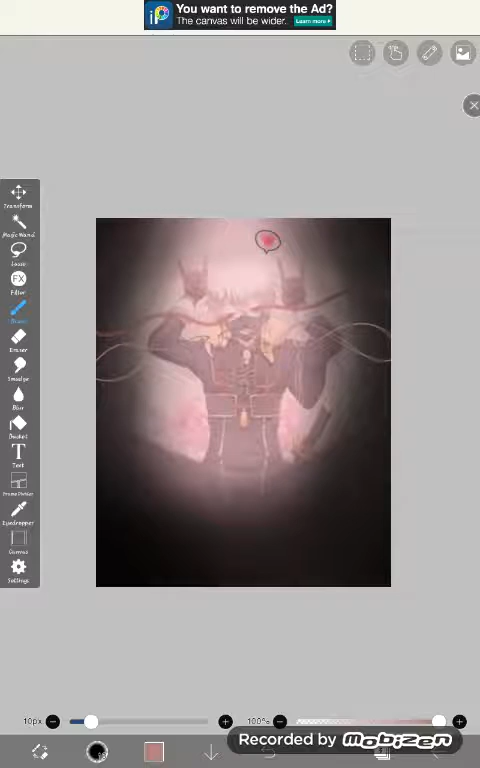 You want to remove the Ad?
The canvas will be wider.
Learn more
iP
Transform
Magic Wand
Lasso
FX
Filter
Brush
Eraser
Smudge
Blur
Bucket
T
Text
Frame Divider
Eyedropper
Canvas
Settings
10px
100%
Recorded by mobizen